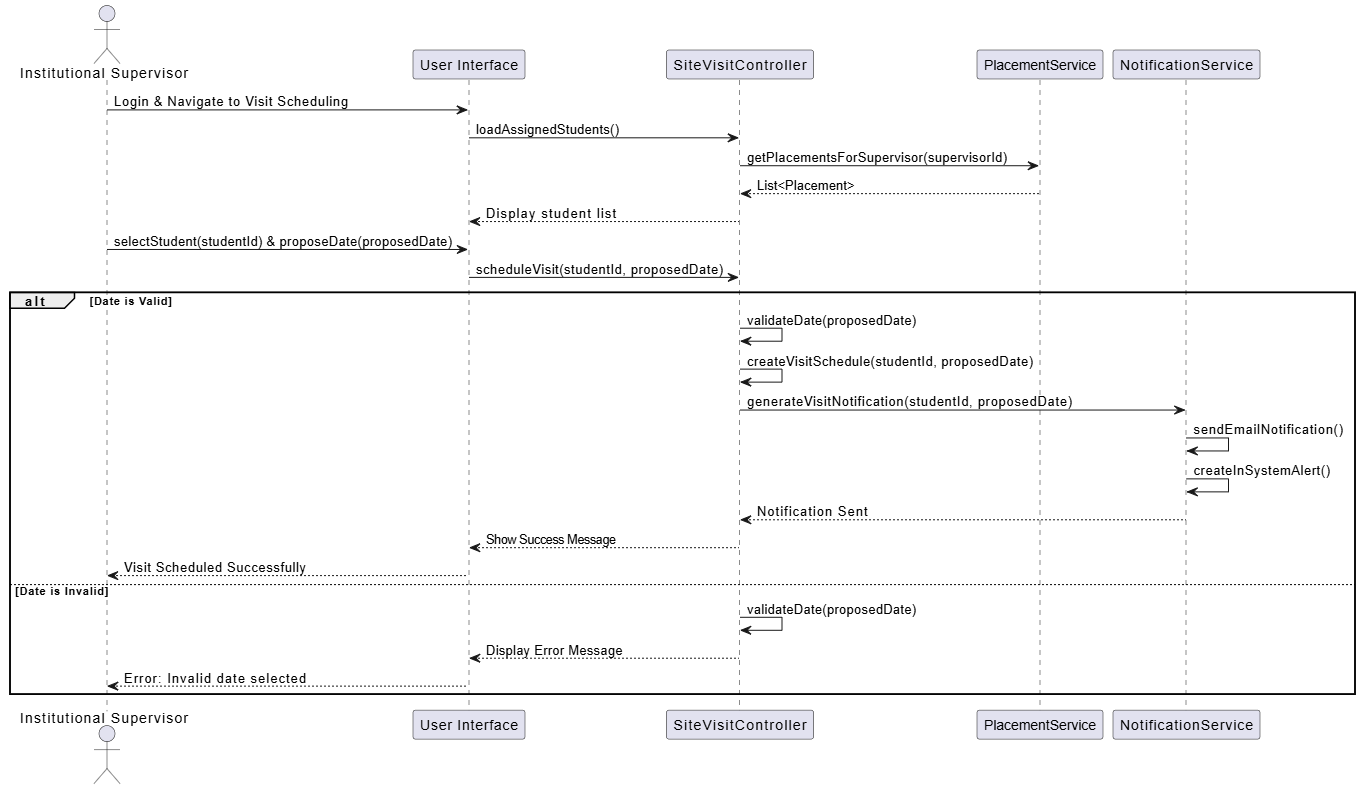 Institutional Supervisor
User Interface
SiteVisitController
PlacementService
NotificationService
Login & Navigate to Visit Scheduling
loadAssignedStudents()
getPlacementsForSupervisor(supervisorId)
List<Placement>
Display student list
selectStudent(studentId) & proposeDate(proposedDate)
scheduleVisit(studentId, proposedDate)
alt
[Date is Valid]
validateDate(proposedDate)
createVisitSchedule(studentId, proposedDate)
generateVisitNotification(studentId, proposedDate)
sendEmailNotification()
createInSystemAlert()
Notification Sent
Show Success Message
Visit Scheduled Successfully
[Date is Invalid]
validateDate(proposedDate)
Display Error Message
Error: Invalid date selected
Institutional Supervisor
User Interface
SiteVisitController
PlacementService
NotificationService